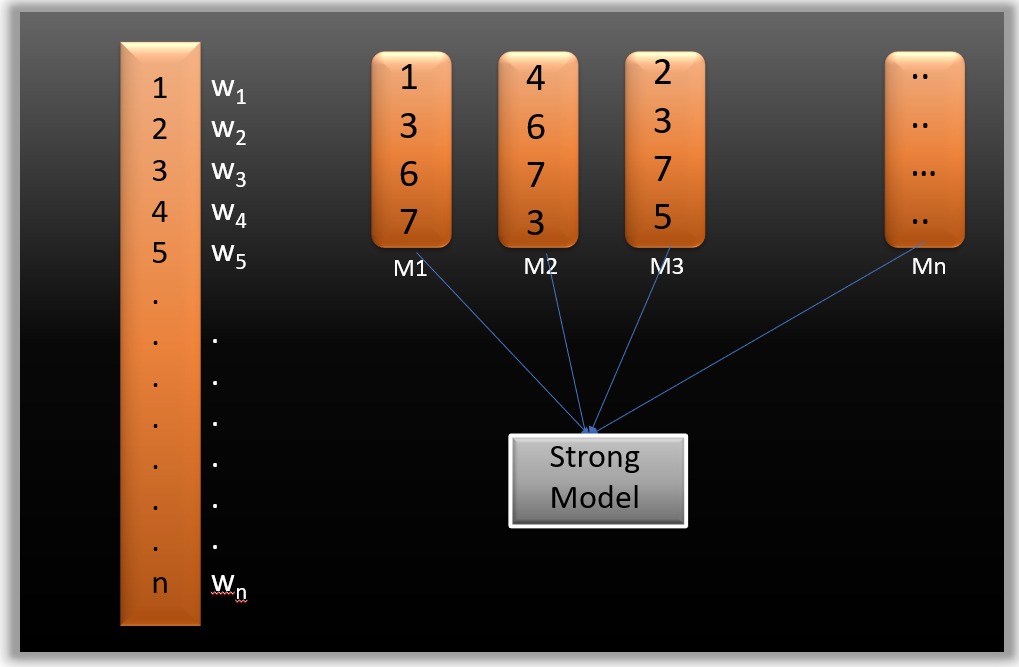 1 w1
2 w2
3 w3
4 w4
5 w5
.
. .
. .
. .
. .
. .
. .
n wn
1
3
6
7
M1
4
6
7
3
M2
2
3
7
5
M3
..
..
...
..
Mn
Strong
Model